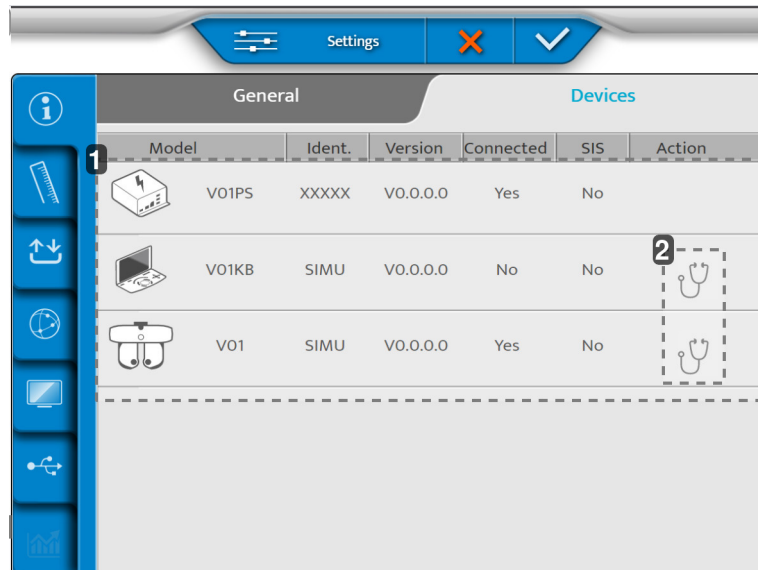 Settings
General Devices
1 Model Ident. Version Connected SIS Action
V01PS XXXXX V0.0.0.0 Yes No
2
V01KB SIMU V0.0.0.0 No No
V01 SIMU V0.0.0.0 Yes No